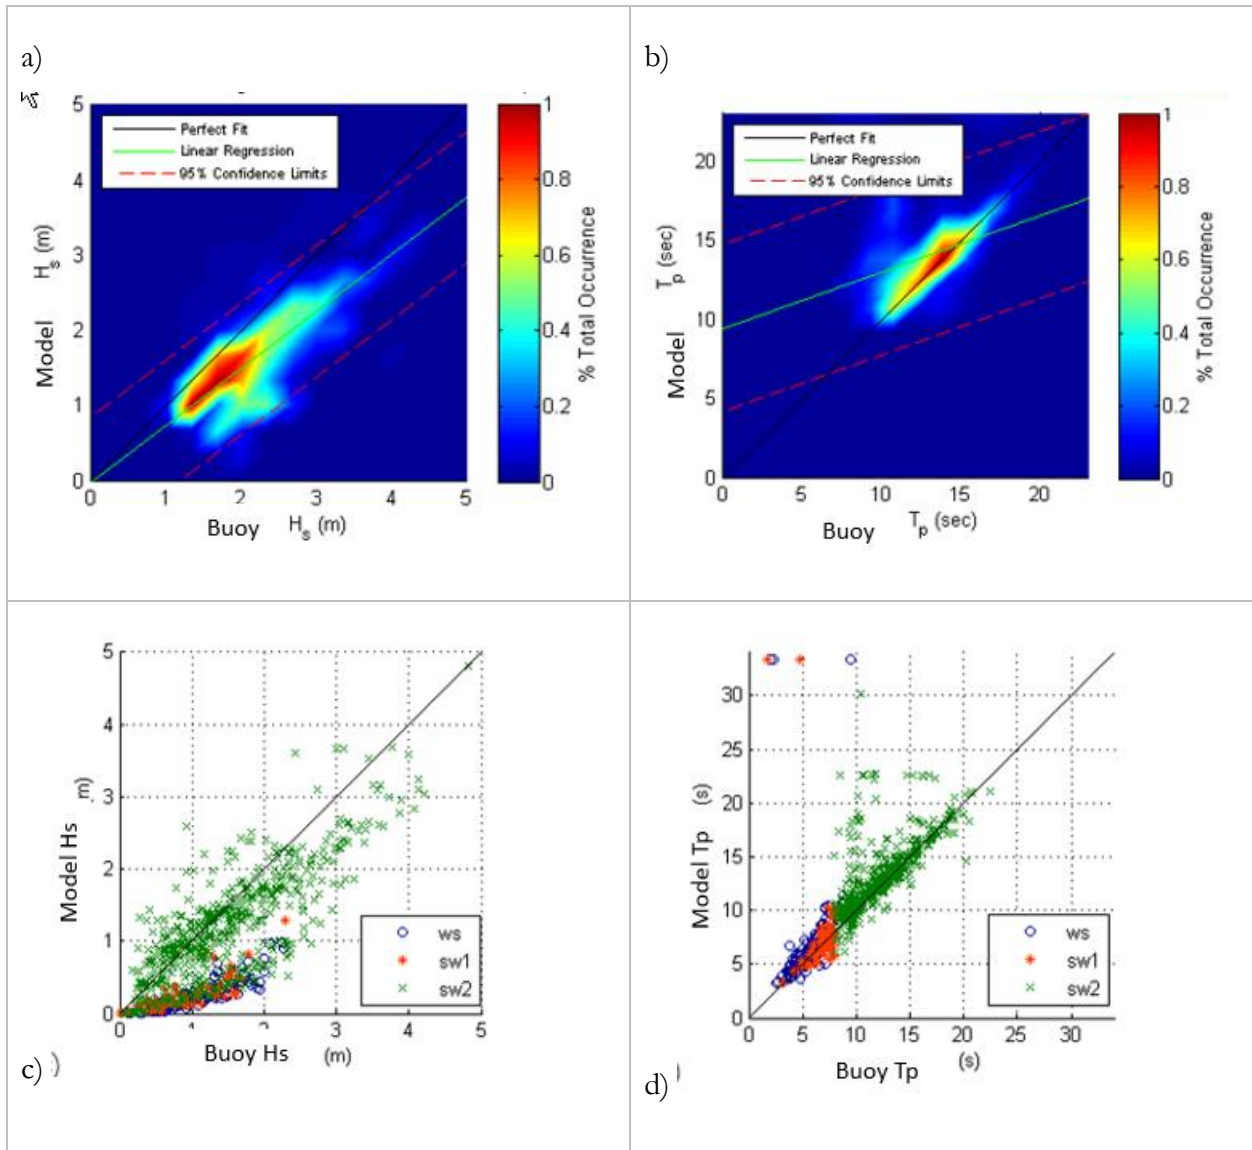 a)
5
4
3
2
1
0
Model H_s (m)
Perfect Fit
Linear Regression
95% Confidence Limits
0 1 2 3 4 5
Buoy H_s (m)
1
0.8
0.6
0.4
0.2
0
% Total Occurrence
b)
20
15
10
5
0
Model T_p (sec)
Perfect Fit
Linear Regression
95% Confidence Limits
0 5 10 15 20
Buoy T_p (sec)
1
0.8
0.6
0.4
0.2
0
% Total Occurrence
5
4
3
2
1
0
Model Hs m)
ws
sw1
sw2
0 1 2 3 4 5
Buoy Hs (m)
c) )
30
25
20
15
10
5
0
Model Tp (s)
ws
sw1
sw2
0 5 10 15 20 25 30
Buoy Tp (s)
d) )